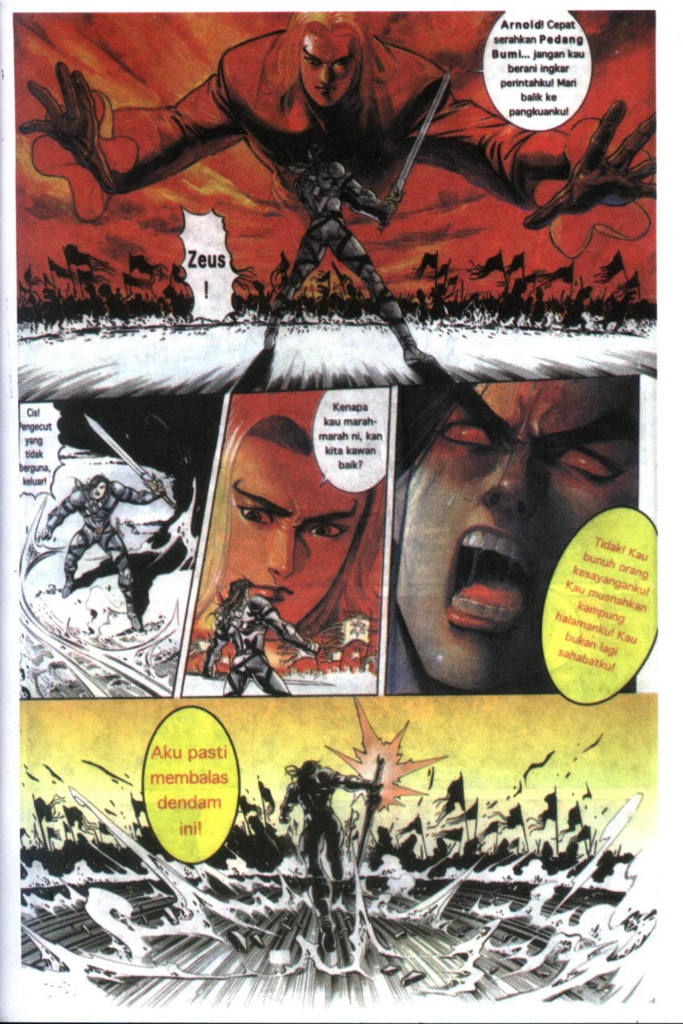 Arnold! Cepat
serahkan Pedang
Bumi... jangan kau
berani ingkar
perintahku! Mari
balik ke
pangkuanku!
Zeus
!
Cis!
Pengecut
yang
tidak
berguna,
keluar!
Kenapa
kau marah-
marah ni, kan
kita kawan
baik?
Tidak! Kau
bunuh orang
kesayanganku!
Kau musnahkan
kampung
halamanku! Kau
bukan lagi
sahabatku!
Aku pasti
membalas
dendam
ini!